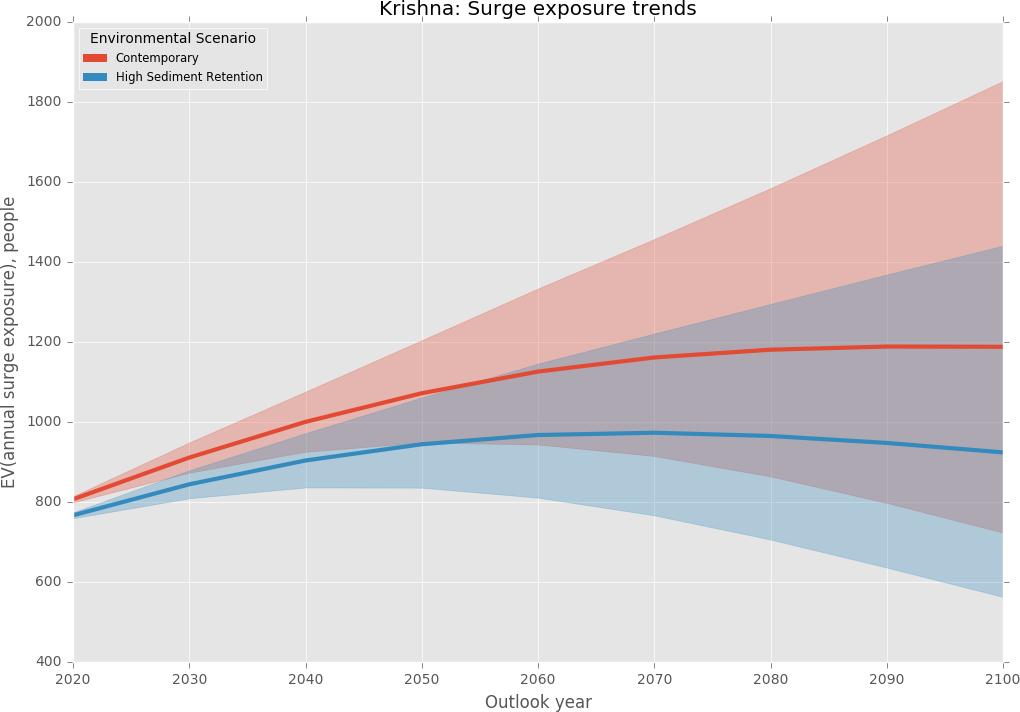 Krishna: Surge exposure trends
Environmental Scenario
Contemporary
High Sediment Retention
EV(annual surge exposure), people
2000
1800
1600
1400
1200
1000
800
600
400
2020 2030 2040 2050 2060 2070 2080 2090 2100
Outlook year